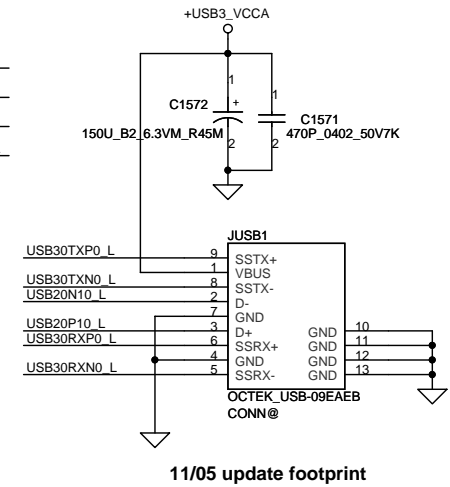 +USB3_VCCA
1
1
C1572
+
C1571
150U_B2_6.3VM_R45M
470P_0402_50V7K
2
2
JUSB1
USB30TXP0_L 9 SSTX+
1 VBUS
USB30TXN0_L 8 SSTX-
USB20N10_L 2 D-
7 GND
USB20P10_L 3 D+ GND 10
USB30RXP0_L 6 SSRX+ GND 11
4 GND GND 12
USB30RXN0_L 5 SSRX- GND 13
OCTEK_USB-09EAEB
CONN@
11/05 update footprint